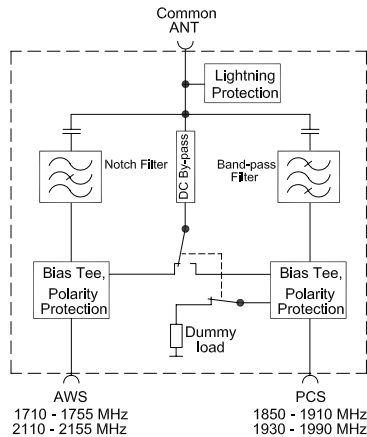 Common
ANT
Lightning
Protection
Notch Filter
DC By-pass
Band-pass
Filter
Bias Tee,
Polarity
Protection
Bias Tee,
Polarity
Protection
Dummy
load
AWS
1710 - 1755 MHz
2110 - 2155 MHz
PCS
1850 - 1910 MHz
1930 - 1990 MHz